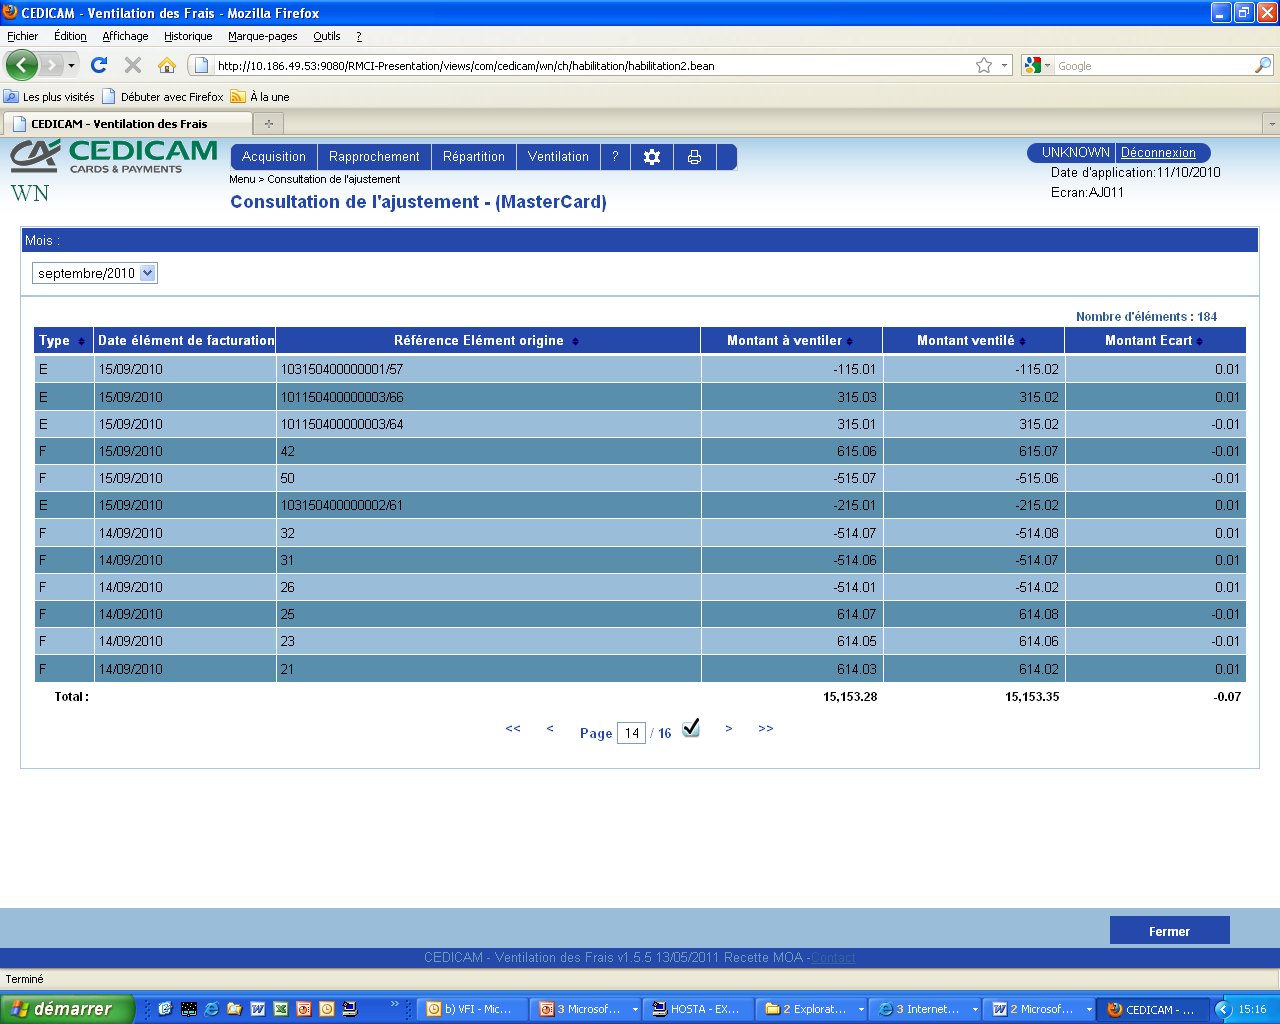 CEDICAM - Ventilation des Frais - Mozilla Firefox
Fichier Édition Affichage Historique Marque-pages Outils ?
http://10.186.49.53:9080/RMCI-Presentation/views/com/cedicam/wn/ch/habilitation/habilitation2.bean Google
Les plus visités Débuter avec Firefox À la une
CEDICAM - Ventilation des Frais
CEDICAM
CARDS & PAYMENTS
WN
Acquisition Rapprochement Répartition Ventilation ?
UNKNOWN Déconnexion
Menu > Consultation de l'ajustement
Date d'application:11/10/2010
Consultation de l'ajustement - (MasterCard)
Ecran:AJ011
Mois :
septembre/2010
Nombre d'éléments : 184
Type Date élément de facturation Référence Elément origine Montant à ventiler Montant ventilé Montant Ecart
E 15/09/2010 103150400000001/57 -115.01 -115.02 0.01
E 15/09/2010 101150400000003/66 315.03 315.02 0.01
E 15/09/2010 101150400000003/64 315.01 315.02 -0.01
F 15/09/2010 42 615.06 615.07 -0.01
F 15/09/2010 50 -515.07 -515.06 -0.01
E 15/09/2010 103150400000002/61 -215.01 -215.02 0.01
F 14/09/2010 32 -514.07 -514.08 0.01
F 14/09/2010 31 -514.06 -514.07 0.01
F 14/09/2010 26 -514.01 -514.02 0.01
F 14/09/2010 25 614.07 614.08 -0.01
F 14/09/2010 23 614.05 614.06 -0.01
F 14/09/2010 21 614.03 614.02 0.01
Total : 15,153.28 15,153.35 -0.07
<< < Page 14 / 16 > >>
Fermer
CEDICAM - Ventilation des Frais v1.5.5 13/05/2011 Recette MOA -Contact
Terminé
démarrer b) VFI - Mic... 3 Microsof... HOSTA - EX... 2 Explorat... 3 Internet... 2 Microsof... CEDICAM - ... 15:16